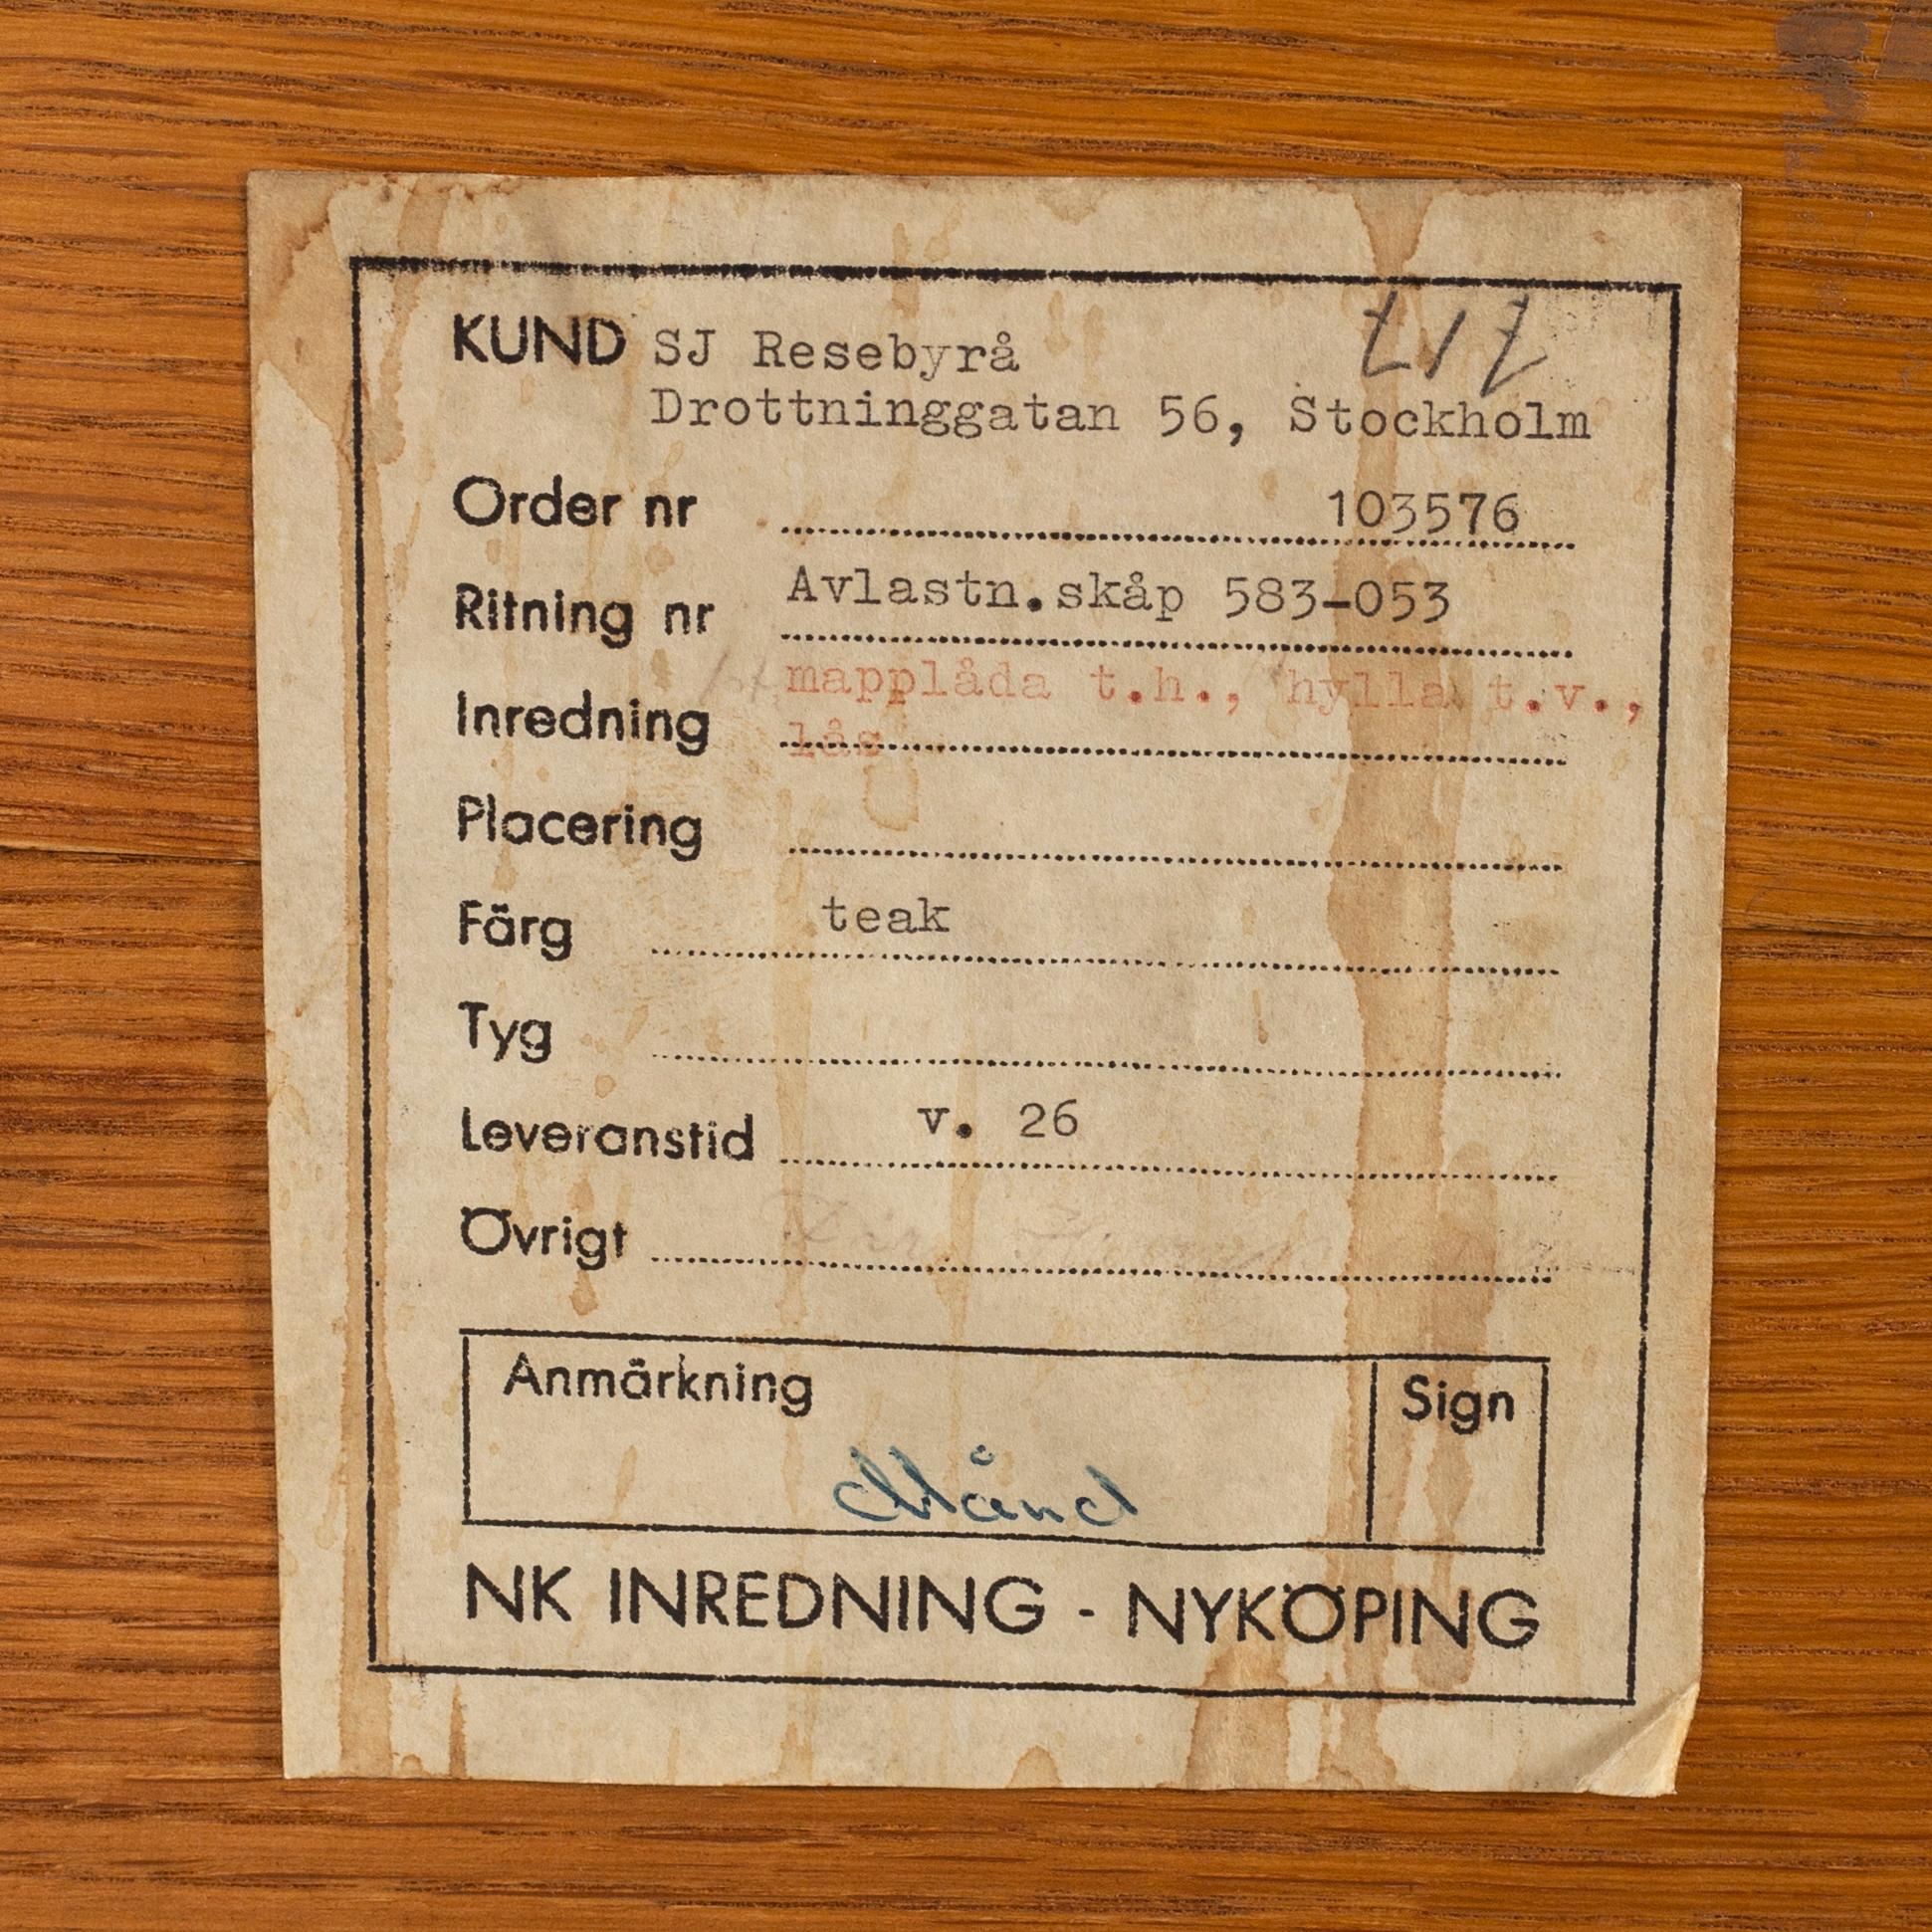 KUND SJ Resebyrå
Drottninggatan 56, Stockholm
Order nr 103576
Ritning nr Avlastn.skåp 583-053
mapplåda t.h., hylla t.v.,
Inredning lås
Placering
Färg teak
Tyg
Leveranstid v. 26
Övrigt
Anmärkning Sign
Månd
NK INREDNING - NYKÖPING